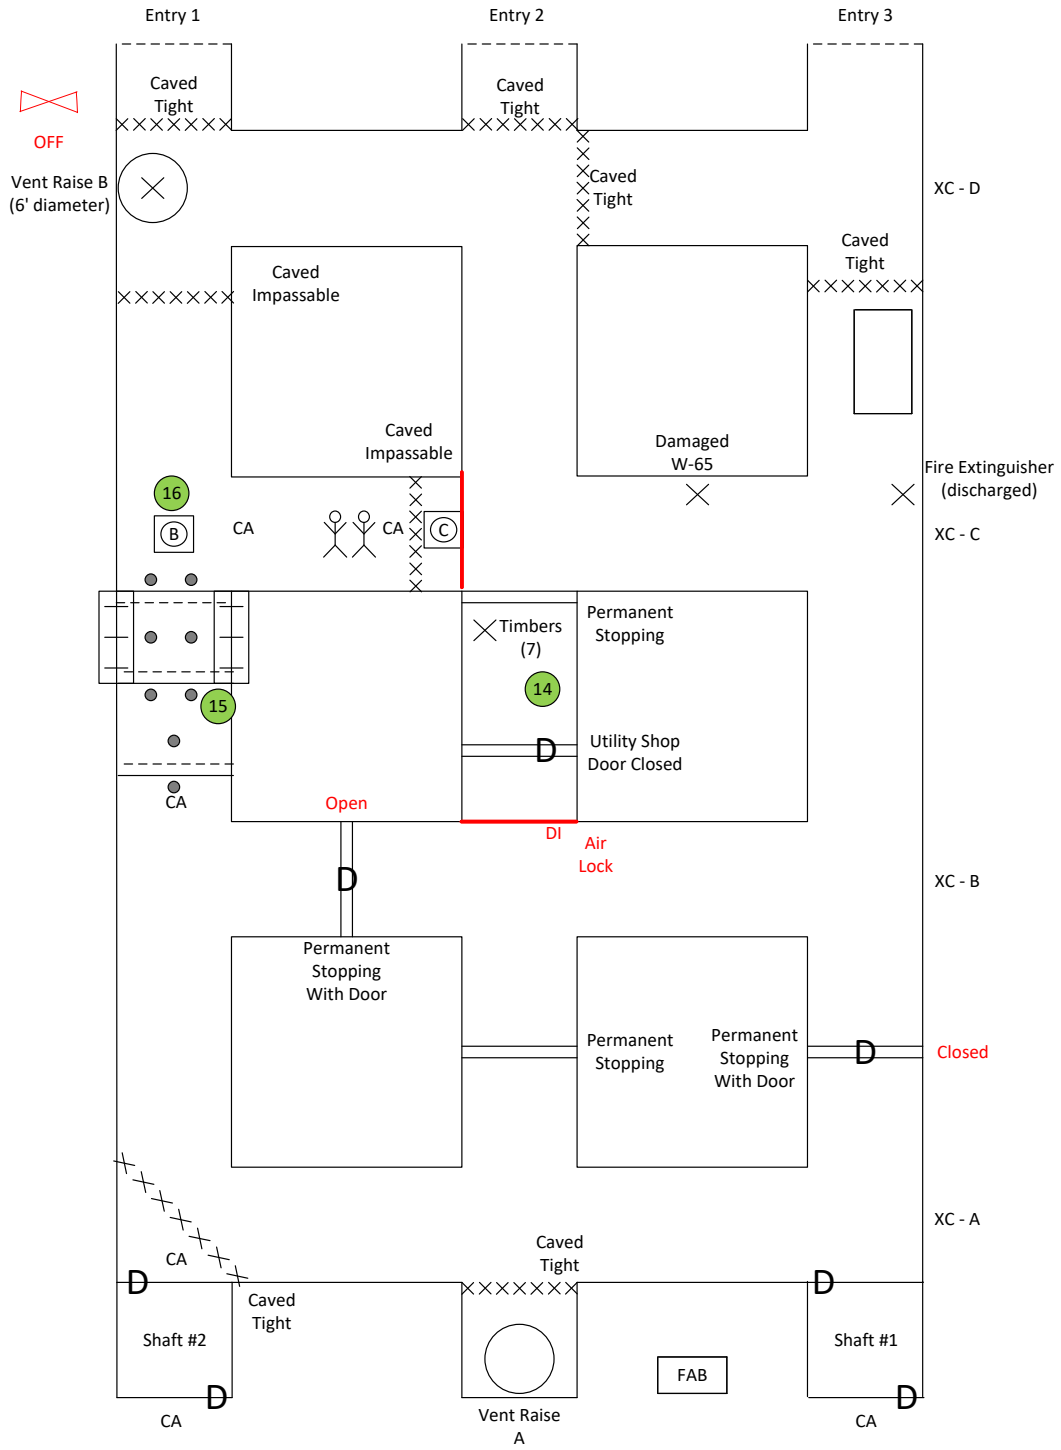 Entry 1
Entry 2
Entry 3
Caved
Tight
Caved
Tight
OFF
Vent Raise B
(6' diameter)
Caved
Tight
XC - D
Caved
Tight
Caved
Impassable
Caved
Impassable
Damaged
W-65
Fire Extinguisher
(discharged)
16
B
CA
CA
C
XC - C
Timbers
(7)
Permanent
Stopping
14
15
D
Utility Shop
Door Closed
CA
Open
DI
Air
Lock
D
XC - B
Permanent
Stopping
With Door
Permanent
Stopping
Permanent
Stopping
With Door
D
Closed
XC - A
CA
Caved
Tight
D
D
Caved
Tight
Shaft #2
Shaft #1
FAB
D
D
CA
Vent Raise
A
CA